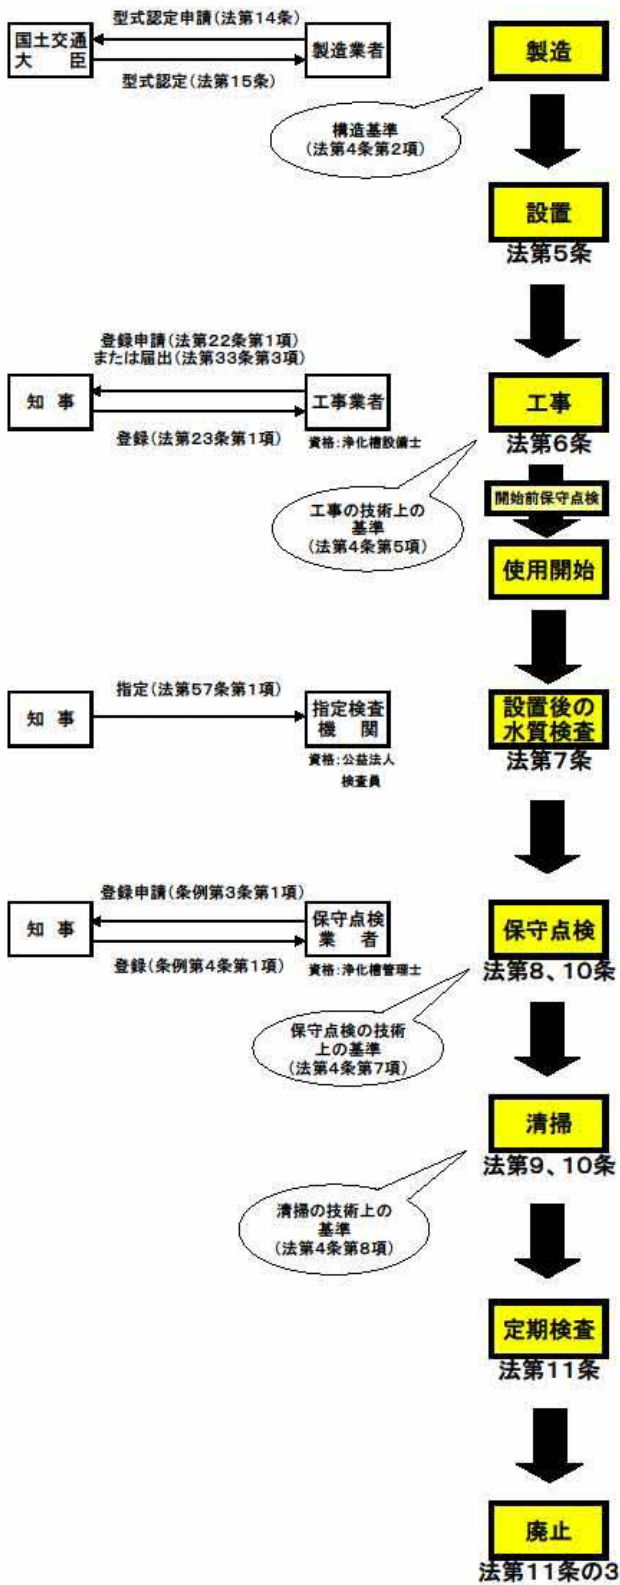 型式認定申請(法第14条)
国土交通
大臣
製造業者
型式認定(法第15条)
製造
構造基準
(法第4条第2項)
設置
法第5条
登録申請(法第22条第1項)
または届出(法第33条第3項)
知事
工事業者
登録(法第23条第1項)
資格:浄化槽設備士
工事
法第6条
工事の技術上の
基準
(法第4条第5項)
開始前保守点検
使用開始
指定(法第57条第1項)
知事
指定検査
機関
資格:公益法人
検査員
設置後の
水質検査
法第7条
登録申請(条例第3条第1項)
知事
保守点検
業者
登録(条例第4条第1項)
資格:浄化槽管理士
保守点検
法第8、10条
保守点検の技術
上の基準
(法第4条第7項)
清掃
法第9、10条
清掃の技術上の
基準
(法第4条第8項)
定期検査
法第11条
廃止
法第11条の3